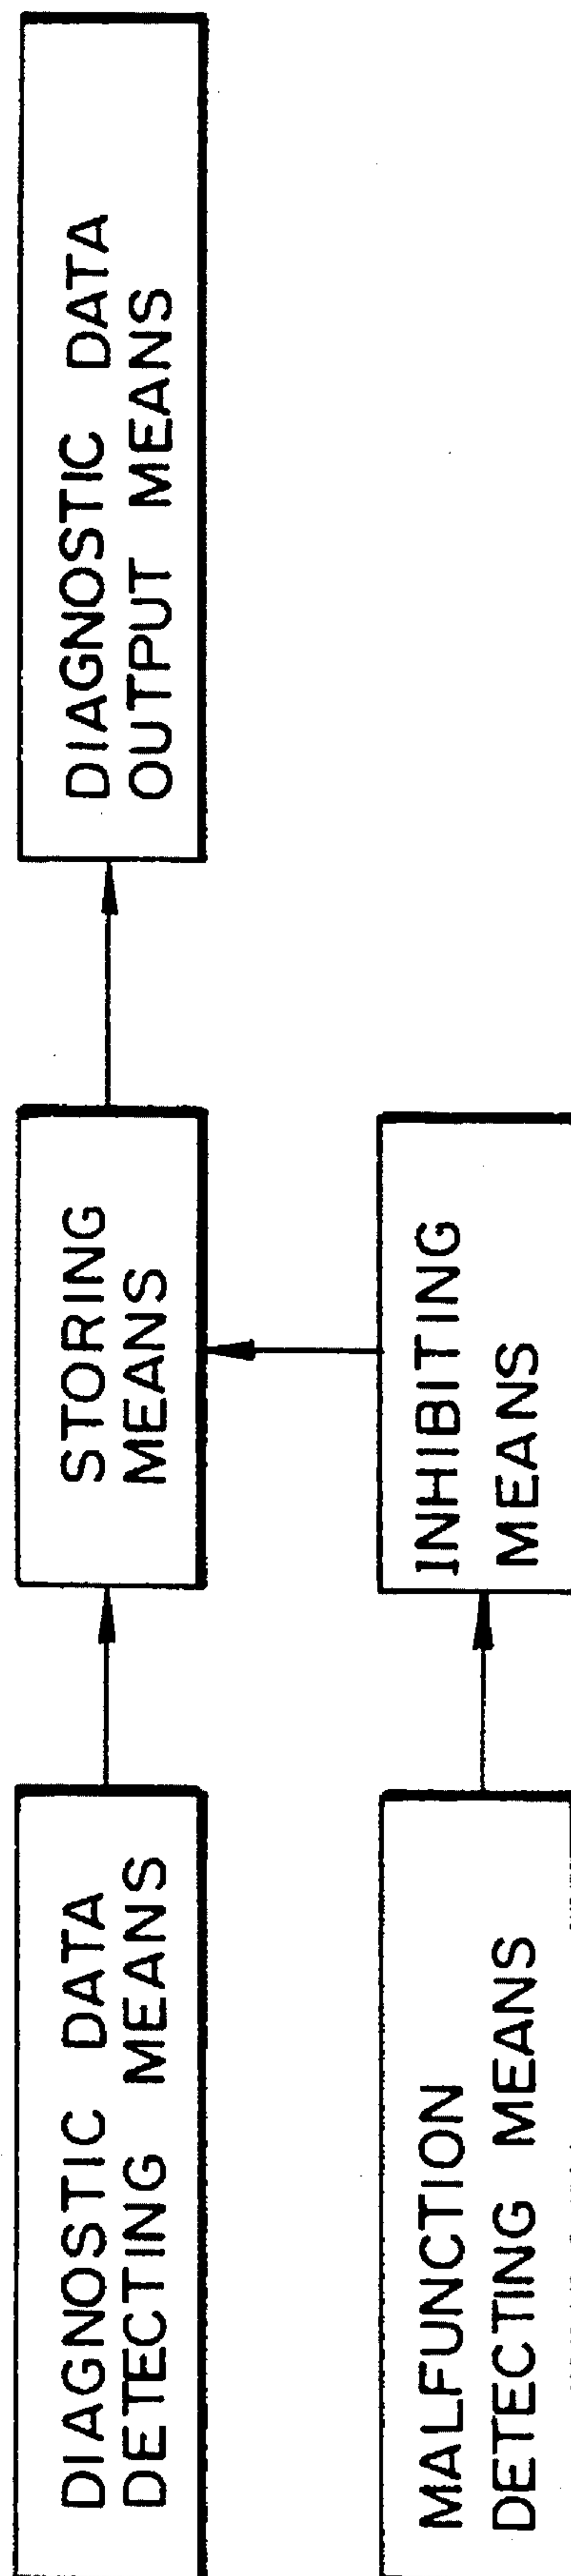 DIAGNOSTIC DATA
DETECTING MEANS
STORING
MEANS
DIAGNOSTIC DATA
OUTPUT MEANS
MALFUNCTION
DETECTING MEANS
INHIBITING
MEANS